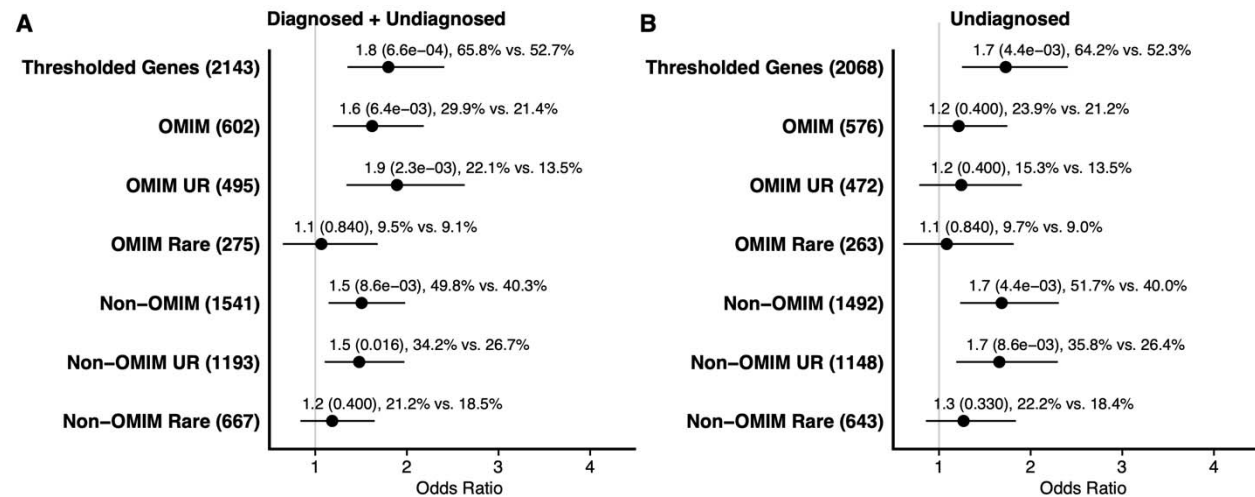 A
Diagnosed + Undiagnosed
Thresholded Genes (2143)
1.8 (6.6e−04), 65.8% vs. 52.7%
OMIM (602)
1.6 (6.4e−03), 29.9% vs. 21.4%
OMIM UR (495)
1.9 (2.3e−03), 22.1% vs. 13.5%
OMIM Rare (275)
1.1 (0.840), 9.5% vs. 9.1%
Non−OMIM (1541)
1.5 (8.6e−03), 49.8% vs. 40.3%
Non−OMIM UR (1193)
1.5 (0.016), 34.2% vs. 26.7%
Non−OMIM Rare (667)
1.2 (0.400), 21.2% vs. 18.5%
1 2 3 4
Odds Ratio
B
Undiagnosed
Thresholded Genes (2068)
1.7 (4.4e−03), 64.2% vs. 52.3%
OMIM (576)
1.2 (0.400), 23.9% vs. 21.2%
OMIM UR (472)
1.2 (0.400), 15.3% vs. 13.5%
OMIM Rare (263)
1.1 (0.840), 9.7% vs. 9.0%
Non−OMIM (1492)
1.7 (4.4e−03), 51.7% vs. 40.0%
Non−OMIM UR (1148)
1.7 (8.6e−03), 35.8% vs. 26.4%
Non−OMIM Rare (643)
1.3 (0.330), 22.2% vs. 18.4%
1 2 3 4
Odds Ratio